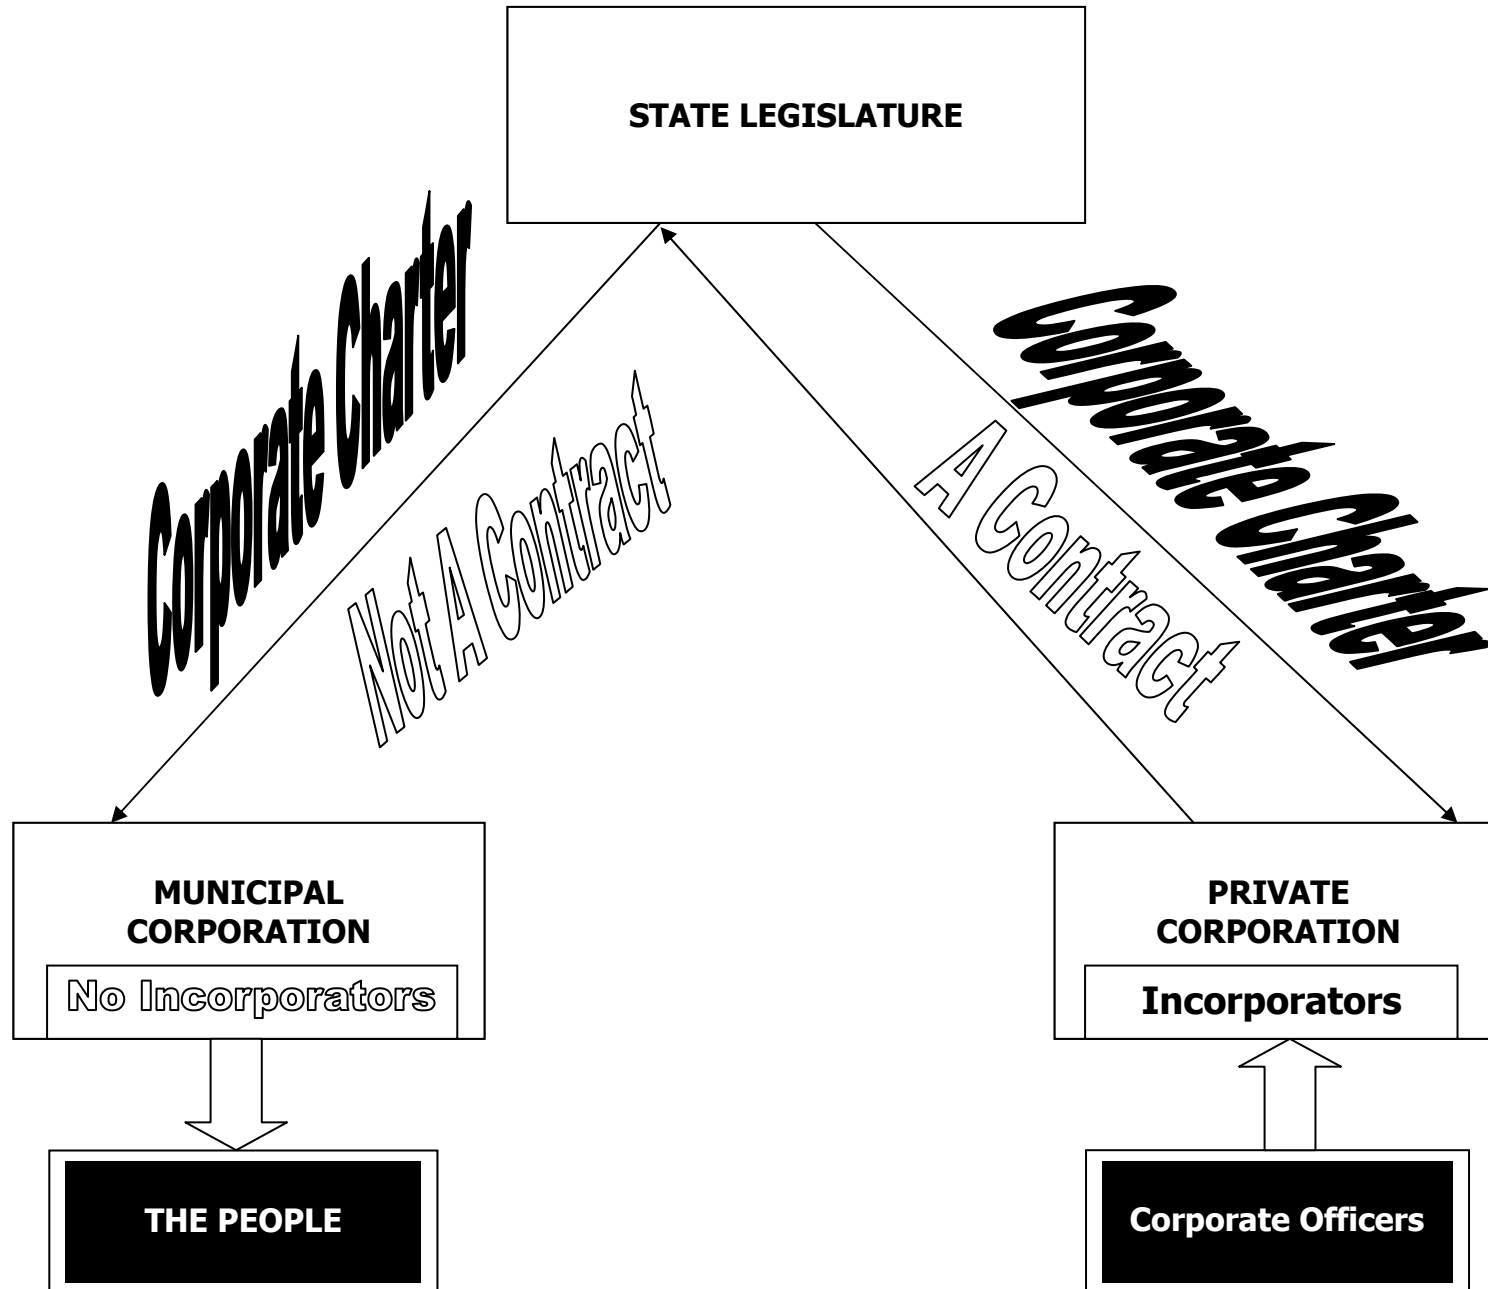 STATE LEGISLATURE
Corporate Charter
Not A Contract
A Contract
Corporate Charter
MUNICIPAL
CORPORATION
No Incorporators
THE PEOPLE
PRIVATE
CORPORATION
Incorporators
Corporate Officers